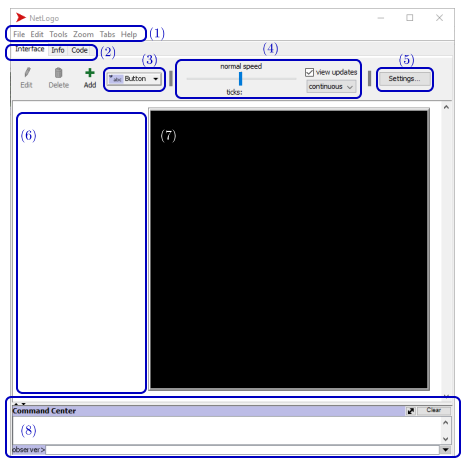 NetLogo
File Edit Tools Zoom Tabs Help (1)
Interface Info Code (2)
(3)
(4)
(5)
Edit Delete Add
abc Button
normal speed
ticks:
view updates
continuous
Settings...
(6)
(7)
Command Center Clear
(8)
observer>